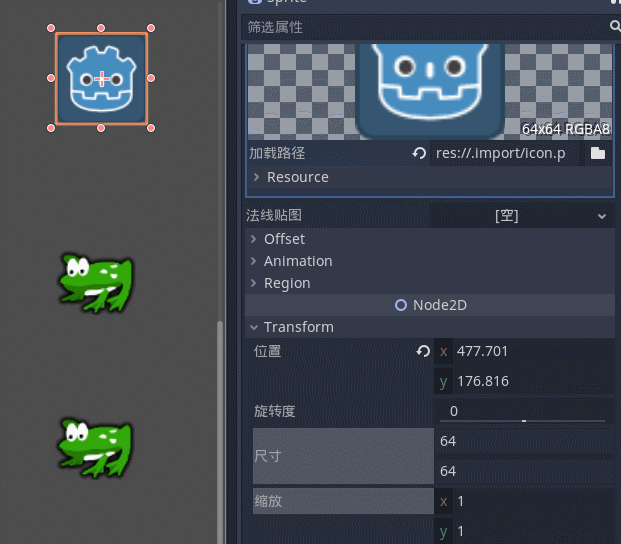 筛选属性
64x64 RGBA8
加载路径 res://.import/icon.p
Resource
法线贴图 [空]
Offset
Animation
Region
Node2D
Transform
位置 x 477.701
y 176.816
旋转度 0
尺寸 64
64
缩放 x 1
y 1